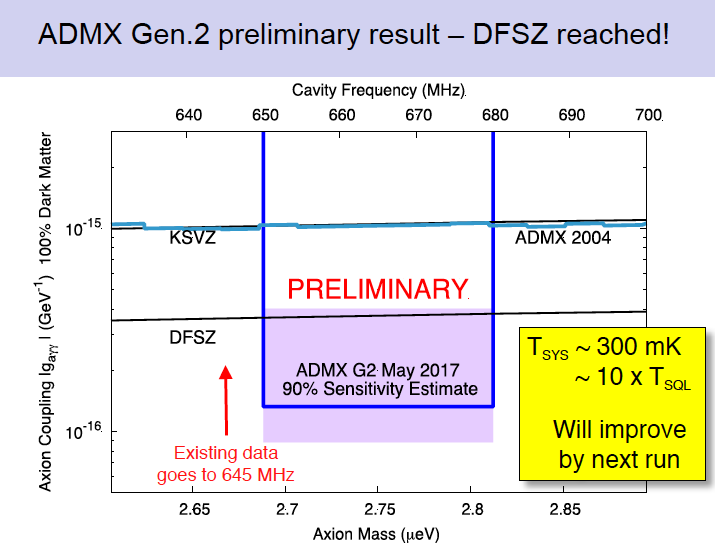 ADMX Gen.2 preliminary result – DFSZ reached!
Cavity Frequency (MHz)
640 650 660 670 680 690 700
Axion Coupling |gaγγ| (GeV⁻¹) 100% Dark Matter
10⁻¹⁵
10⁻¹⁶
KSVZ
ADMX 2004
PRELIMINARY
DFSZ
ADMX G2 May 2017
90% Sensitivity Estimate
Existing data
goes to 645 MHz
TSYS ~ 300 mK
~ 10 x TSQL
Will improve
by next run
2.65 2.7 2.75 2.8 2.85
Axion Mass (μeV)